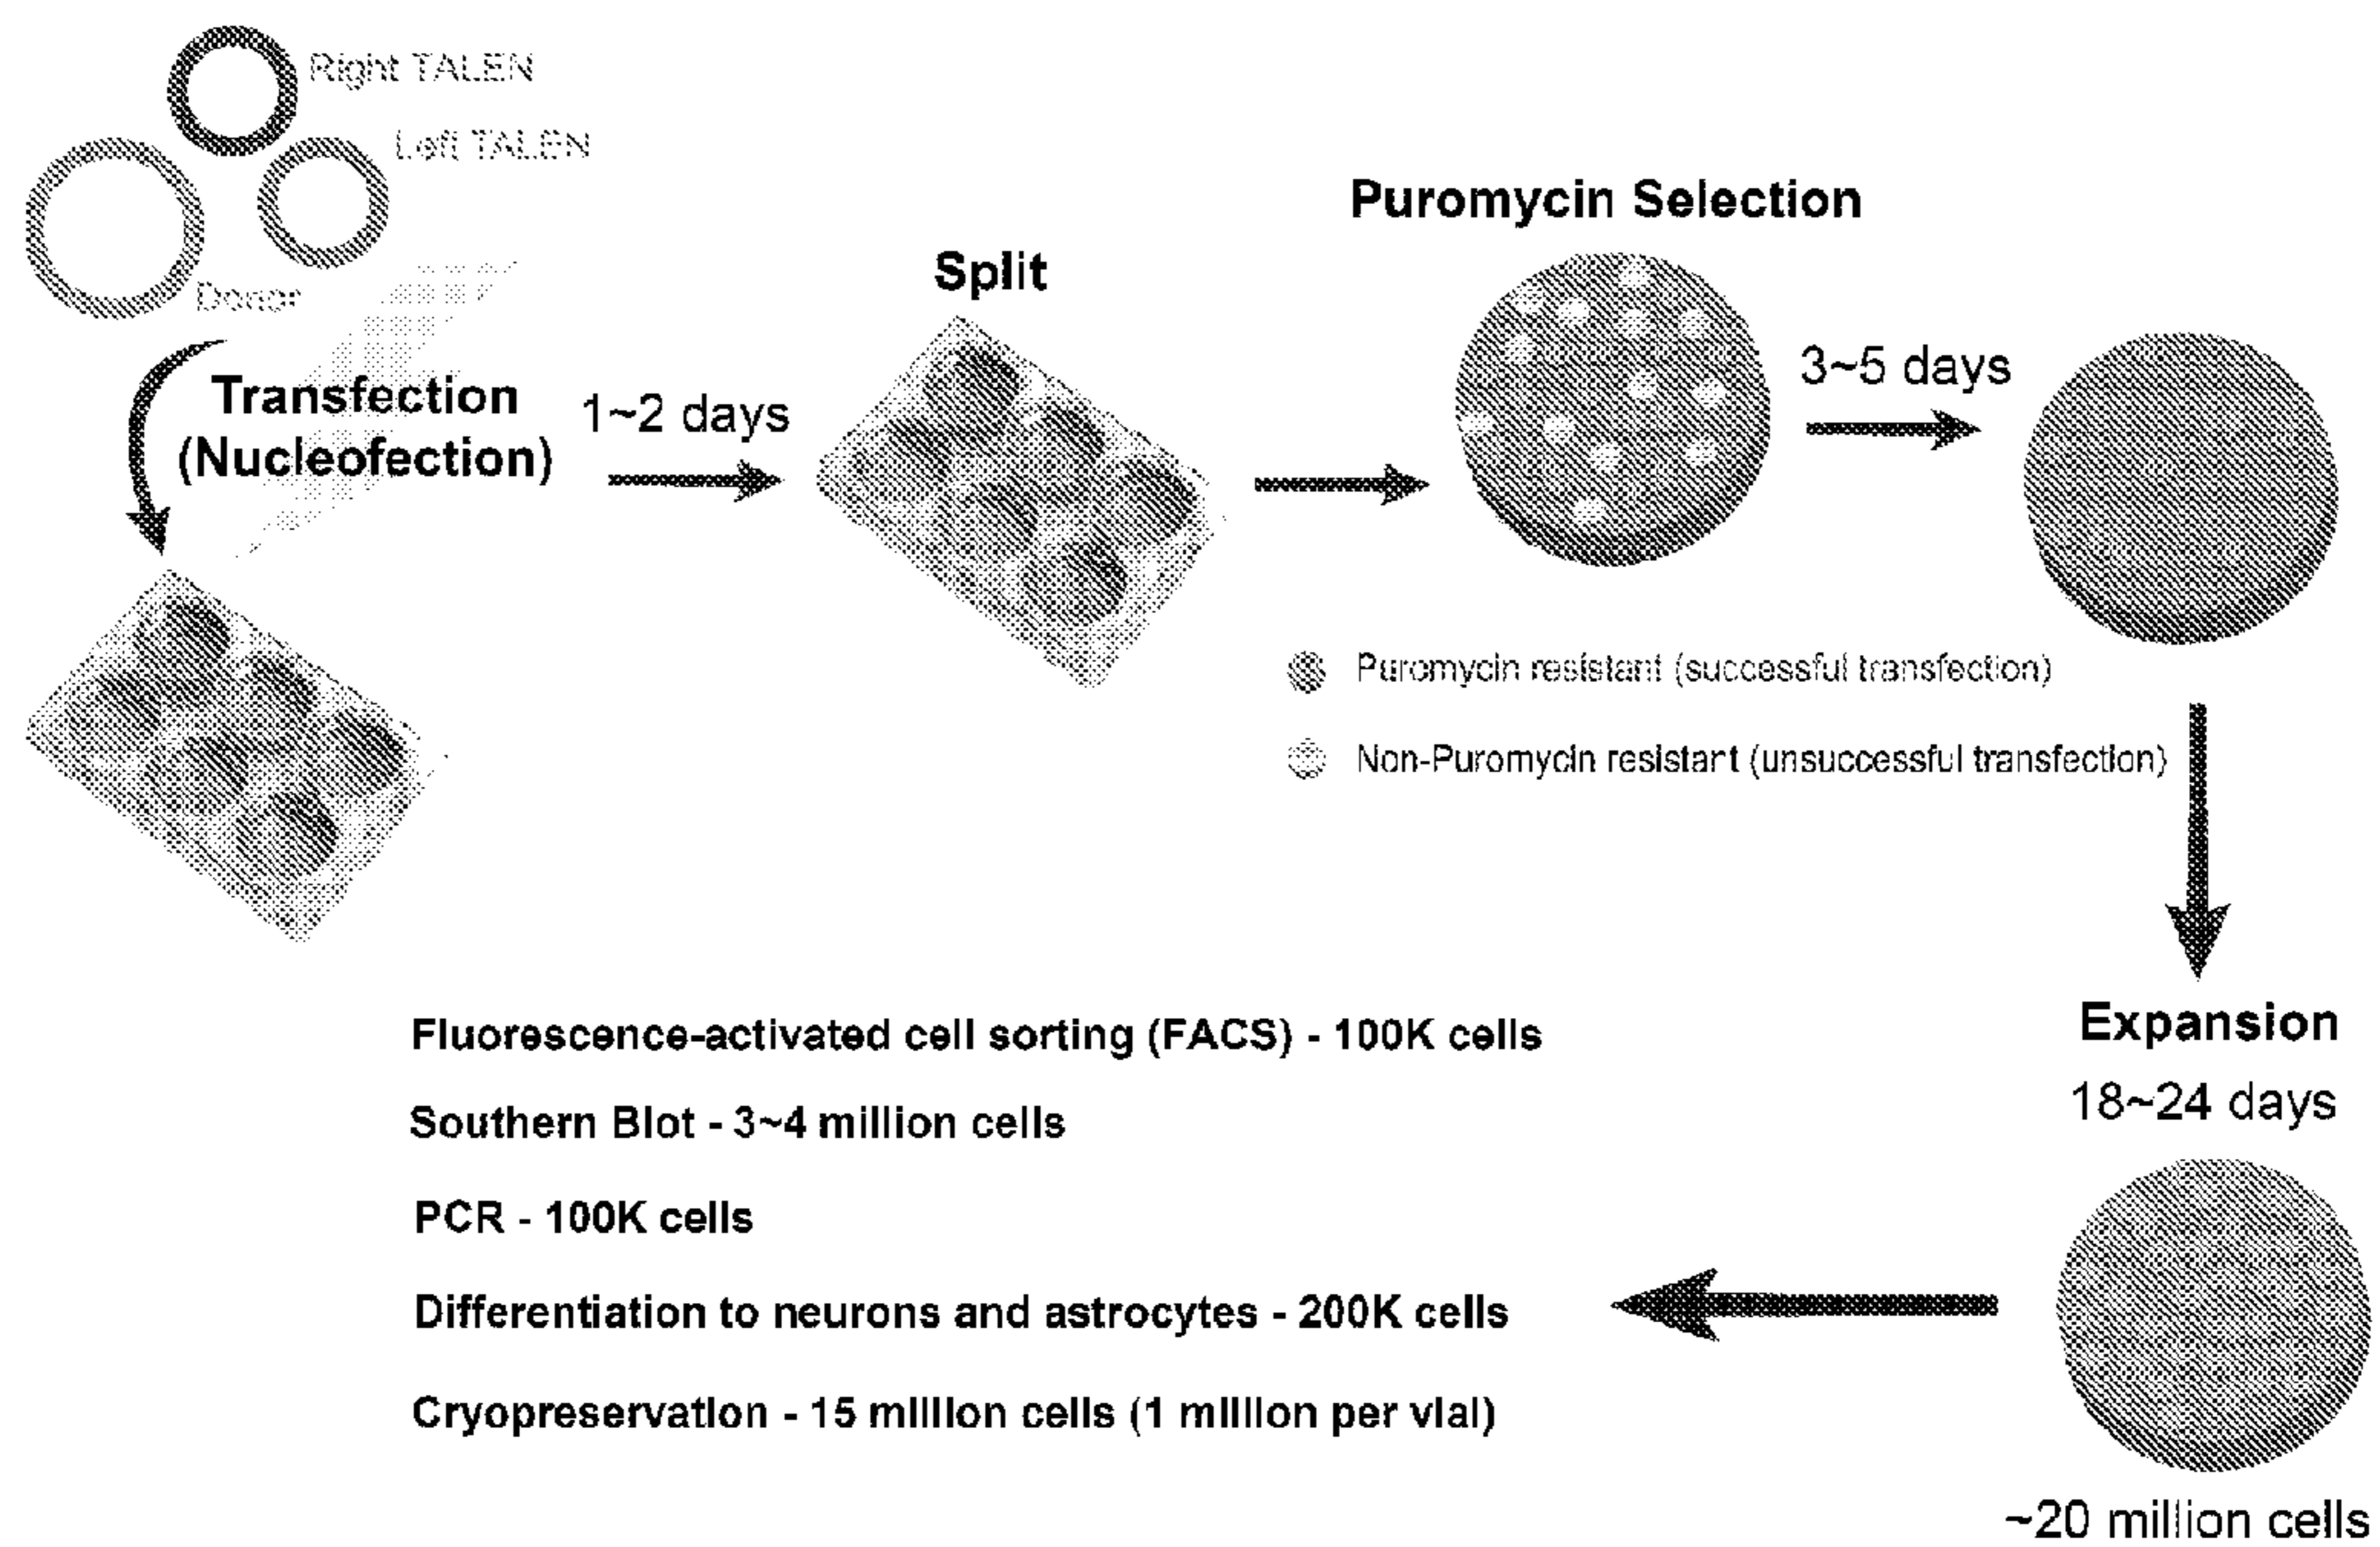 Right TALEN
Left TALEN
Donor
Transfection
(Nucleofection)
1~2 days
Split
Puromycin Selection
3~5 days
Puromycin resistant (successful transfection)
Non-Puromycin resistant (unsuccessful transfection)
Expansion
18~24 days
~20 million cells
Fluorescence-activated cell sorting (FACS) - 100K cells
Southern Blot - 3~4 million cells
PCR - 100K cells
Differentiation to neurons and astrocytes - 200K cells
Cryopreservation - 15 million cells (1 million per vial)